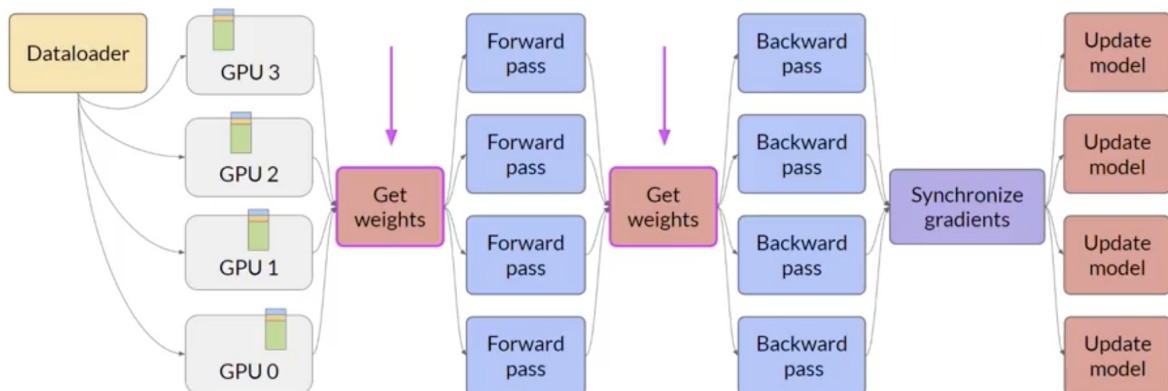 Dataloader
GPU 3
GPU 2
GPU 1
GPU 0
Get
weights
Forward
pass
Forward
pass
Forward
pass
Forward
pass
Get
weights
Backward
pass
Backward
pass
Backward
pass
Backward
pass
Synchronize
gradients
Update
model
Update
model
Update
model
Update
model